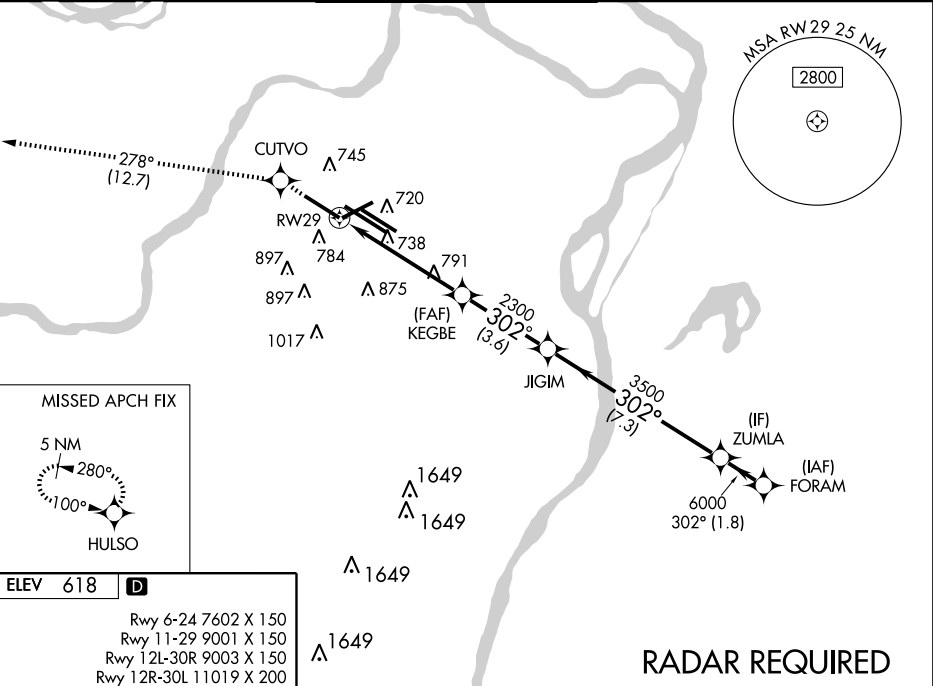 MSA RW29 25 NM
2800
278°
(12.7)
CUTVO
745
720
RW29
738
784
897
791
897
875
1017
(FAF)
KEGBE
2300
302°
(3.6)
JIGIM
3500
302°
(7.3)
(IF)
ZUMLA
(IAF)
FORAM
6000
302° (1.8)
MISSED APCH FIX
5 NM
280°
100°
HULSO
1649
1649
1649
1649
ELEV 618 D
Rwy 6-24 7602 X 150
Rwy 11-29 9001 X 150
Rwy 12L-30R 9003 X 150
Rwy 12R-30L 11019 X 200
RADAR REQUIRED